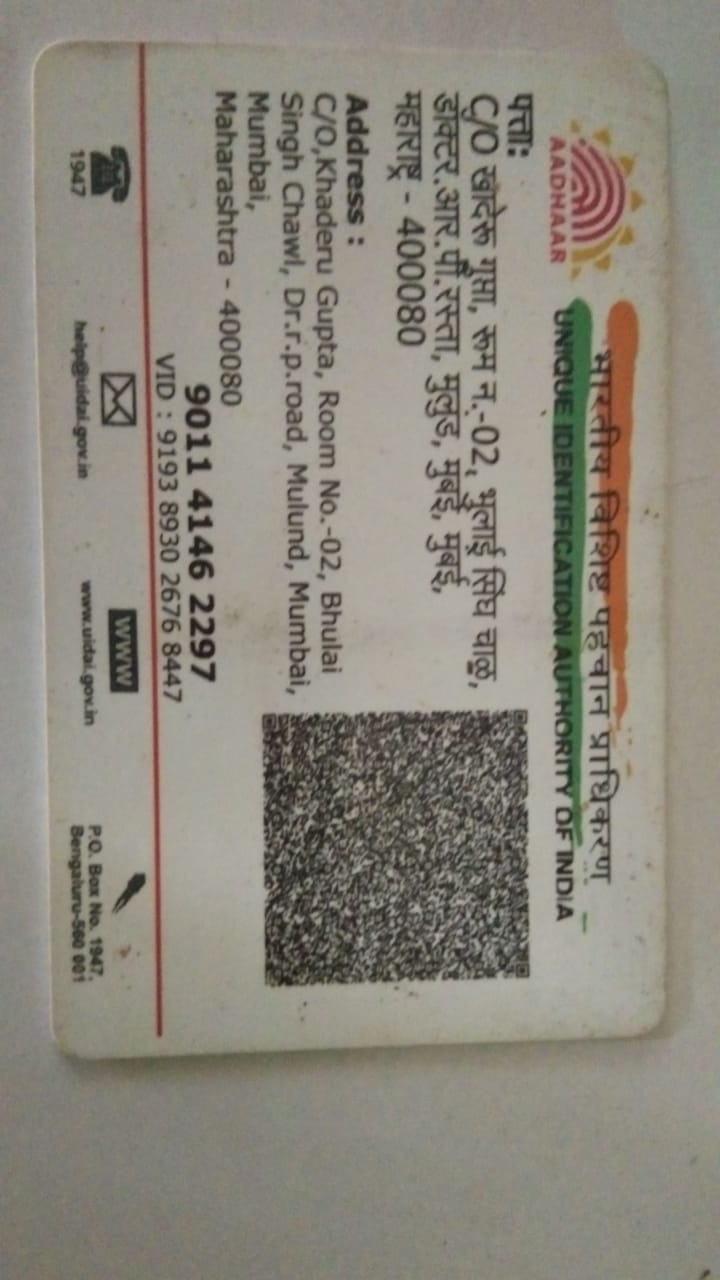 भारतीय विशिष्ट पहचान प्राधिकरण
UNIQUE IDENTIFICATION AUTHORITY OF INDIA
AADHAAR
पत्ता:
C/O खादेरू गुप्ता, रूम न.-02, भुलाई सिंघ चाळ,
डॉक्टर.आर.पी.रस्ता, मुलुंड, मुंबई, मुंबई,
महाराष्ट्र - 400080
Address :
C/O,Khaderu Gupta, Room No.-02, Bhulai
Singh Chawl, Dr.r.p.road, Mulund, Mumbai,
Mumbai,
Maharashtra - 400080
9011 4146 2297
VID : 9193 8930 2676 8447
1947
help@uidai.gov.in
WWW
www.uidai.gov.in
P.O. Box No. 1947,
Bengaluru-560 001